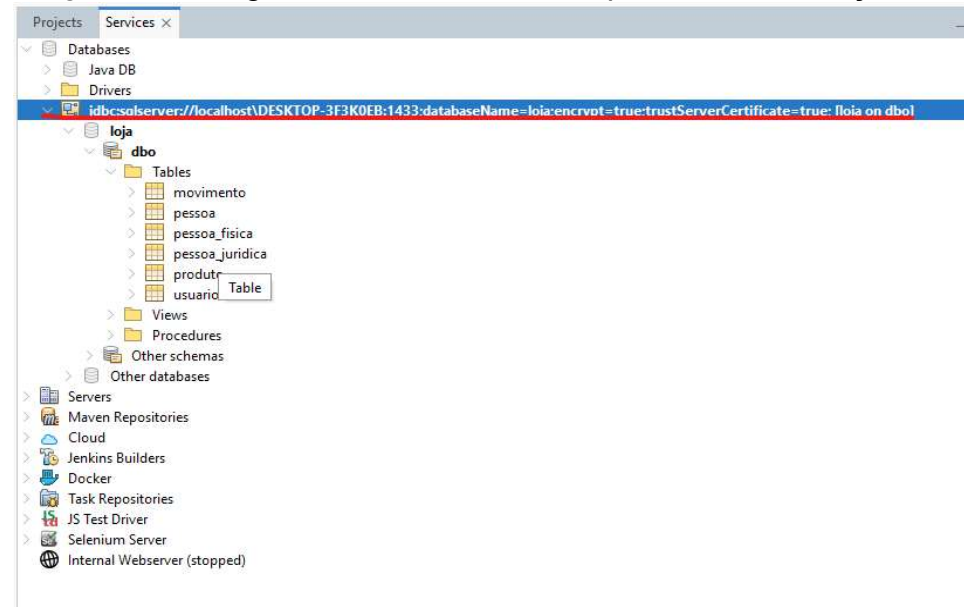 Projects Services ×
Databases
Java DB
Drivers
jdbc:sqlserver://localhost\DESKTOP-3F3K0EB:1433;databaseName=loja;encrypt=true;trustServerCertificate=true; [loja on dbo]
loja
dbo
Tables
movimento
pessoa
pessoa_fisica
pessoa_juridica
produto
usuario
Table
Views
Procedures
Other schemas
Other databases
Servers
Maven Repositories
Cloud
Jenkins Builders
Docker
Task Repositories
JS Test Driver
Selenium Server
Internal Webserver (stopped)